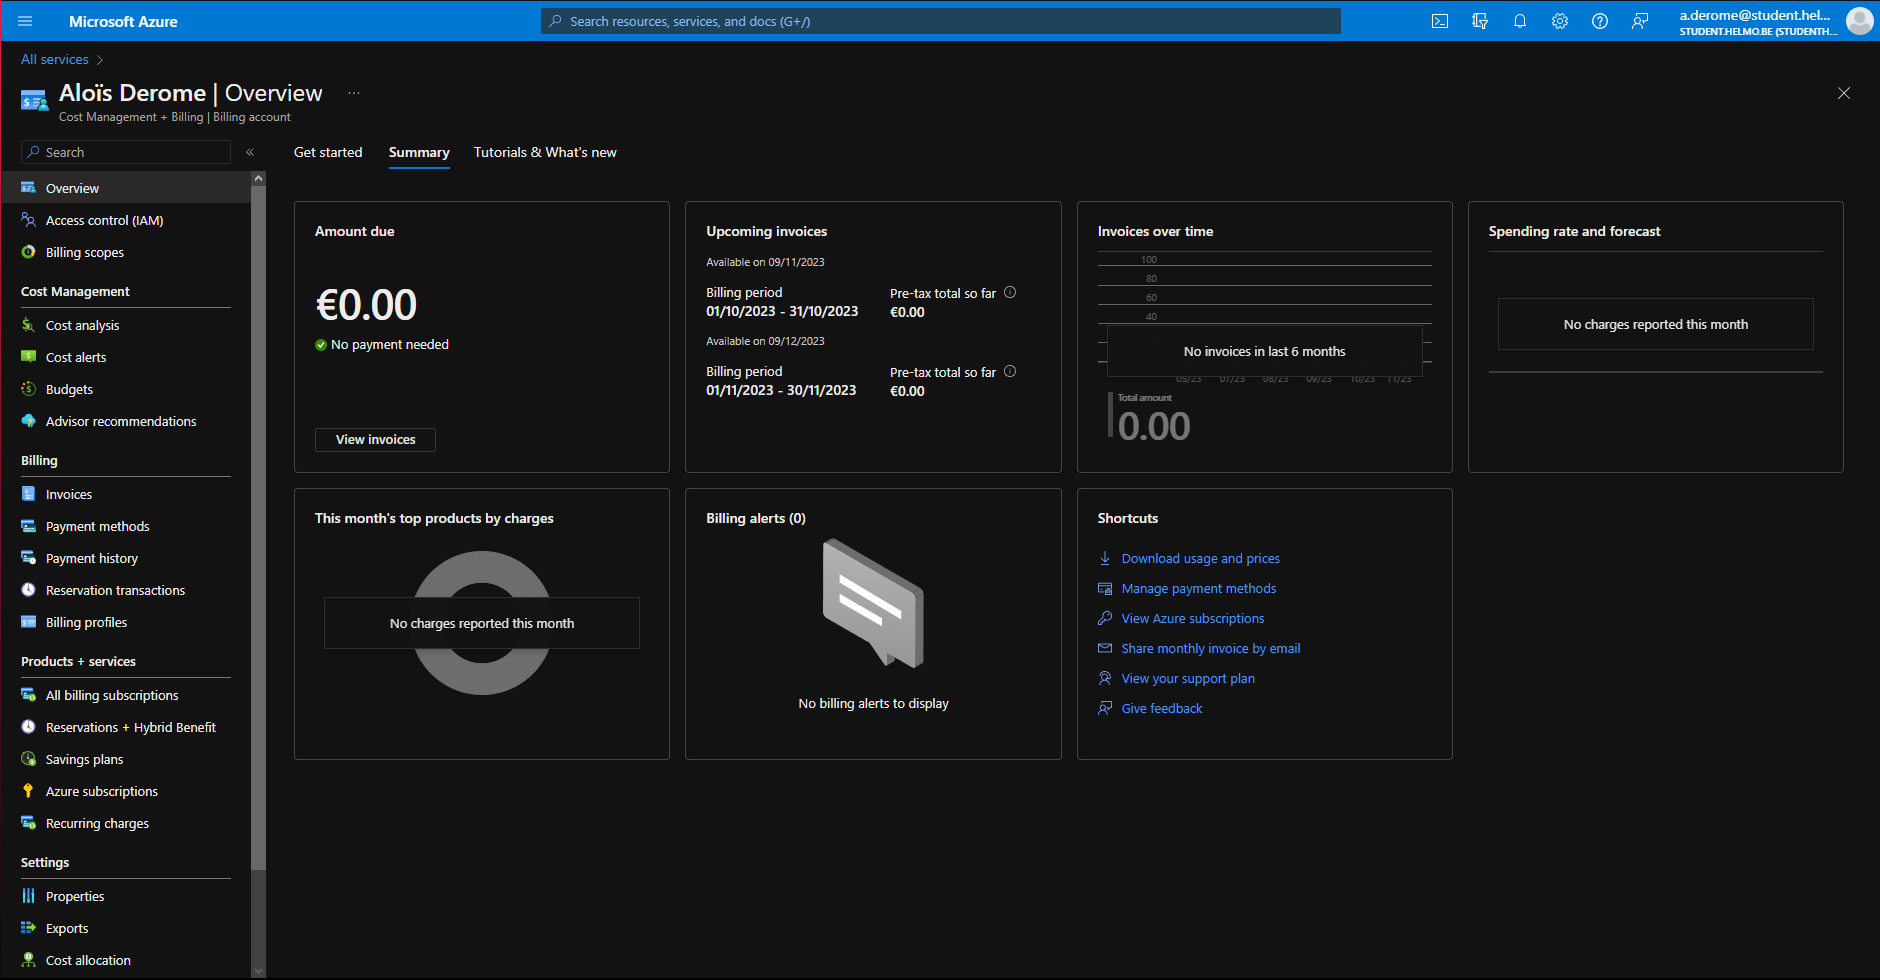 Microsoft Azure
Search resources, services, and docs (G+/)
a.derome@student.hel...
STUDENT.HELMO.BE (STUDENTH...
All services
Aloïs Derome | Overview
...
Cost Management + Billing | Billing account
Search
«
Get started
Summary
Tutorials & What's new
Overview
Access control (IAM)
Billing scopes
Cost Management
Cost analysis
Cost alerts
Budgets
Advisor recommendations
Billing
Invoices
Payment methods
Payment history
Reservation transactions
Billing profiles
Products + services
All billing subscriptions
Reservations + Hybrid Benefit
Savings plans
Azure subscriptions
Recurring charges
Settings
Properties
Exports
Cost allocation
Amount due
€0.00
No payment needed
View invoices
Upcoming invoices
Available on 09/11/2023
Billing period
Pre-tax total so far
01/10/2023 - 31/10/2023
€0.00
Available on 09/12/2023
Billing period
Pre-tax total so far
01/11/2023 - 30/11/2023
€0.00
Invoices over time
100
80
60
40
No invoices in last 6 months
05/23 07/23 08/23 09/23 10/23 11/23
Total amount
0.00
Spending rate and forecast
No charges reported this month
This month's top products by charges
No charges reported this month
Billing alerts (0)
No billing alerts to display
Shortcuts
Download usage and prices
Manage payment methods
View Azure subscriptions
Share monthly invoice by email
View your support plan
Give feedback